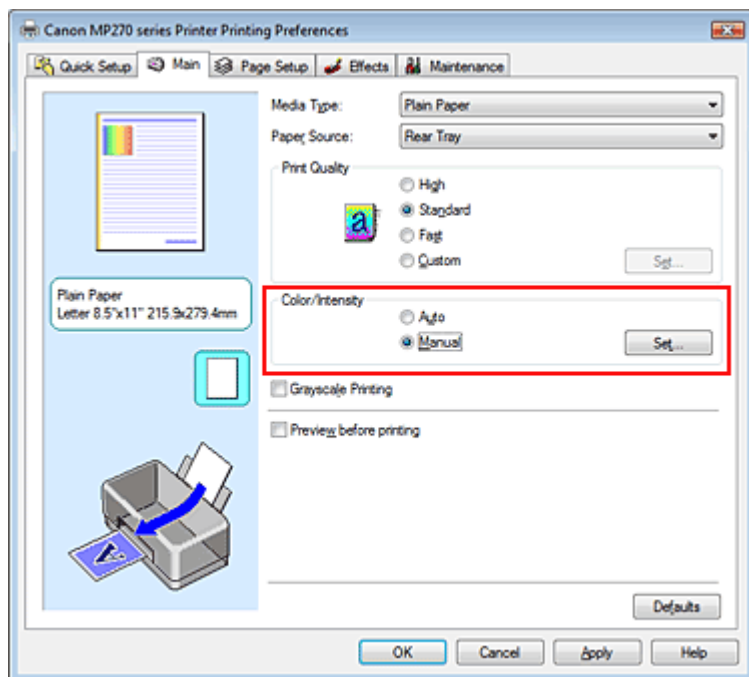 Canon MP270 series Printer Printing Preferences
Quick Setup Main Page Setup Effects Maintenance
Media Type: Plain Paper
Paper Source: Rear Tray
Print Quality
High
Standard
Fast
Custom Set...
Plain Paper
Letter 8.5"x11" 215.9x279.4mm
Color/Intensity
Auto
Manual Set...
Grayscale Printing
Preview before printing
Defaults
OK Cancel Apply Help